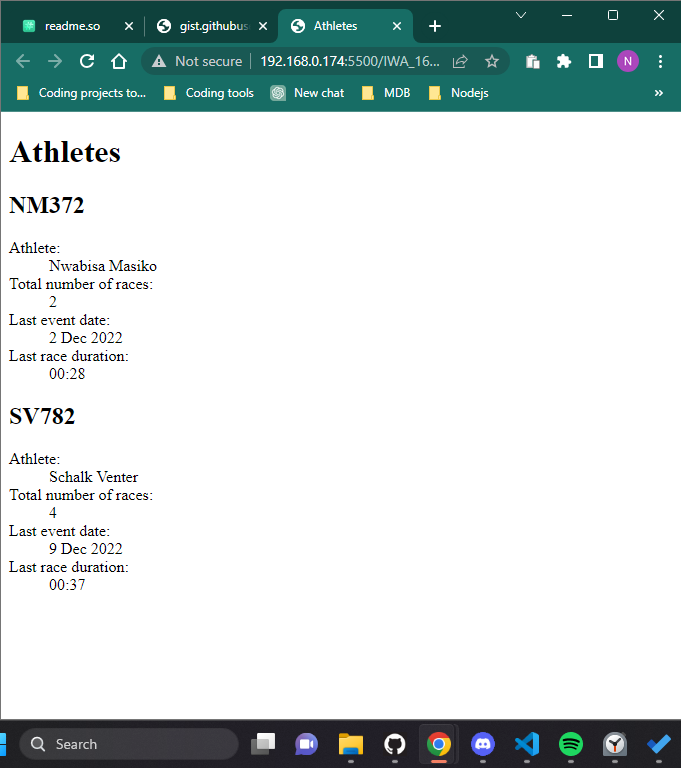 readme.so
gist.githubus
Athletes
Not secure
192.168.0.174:5500/IWA_16...
N
Coding projects to...
Coding tools
New chat
MDB
Nodejs
»
Athletes
NM372
Athlete:
Nwabisa Masiko
Total number of races:
2
Last event date:
2 Dec 2022
Last race duration:
00:28
SV782
Athlete:
Schalk Venter
Total number of races:
4
Last event date:
9 Dec 2022
Last race duration:
00:37
Search